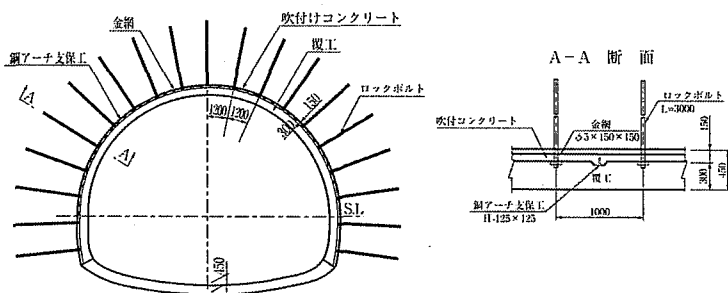 金網
吹付けコンクリート
覆工
鋼アーチ支保工
A
A
1200
1200
300
150
ロックボルト
S.L
450
A-A 断面
ロックボルト
L=3000
金網
φ5×150×150
吹付コンクリート
覆工
鋼アーチ支保工
H-125×125
1000
150
300
450